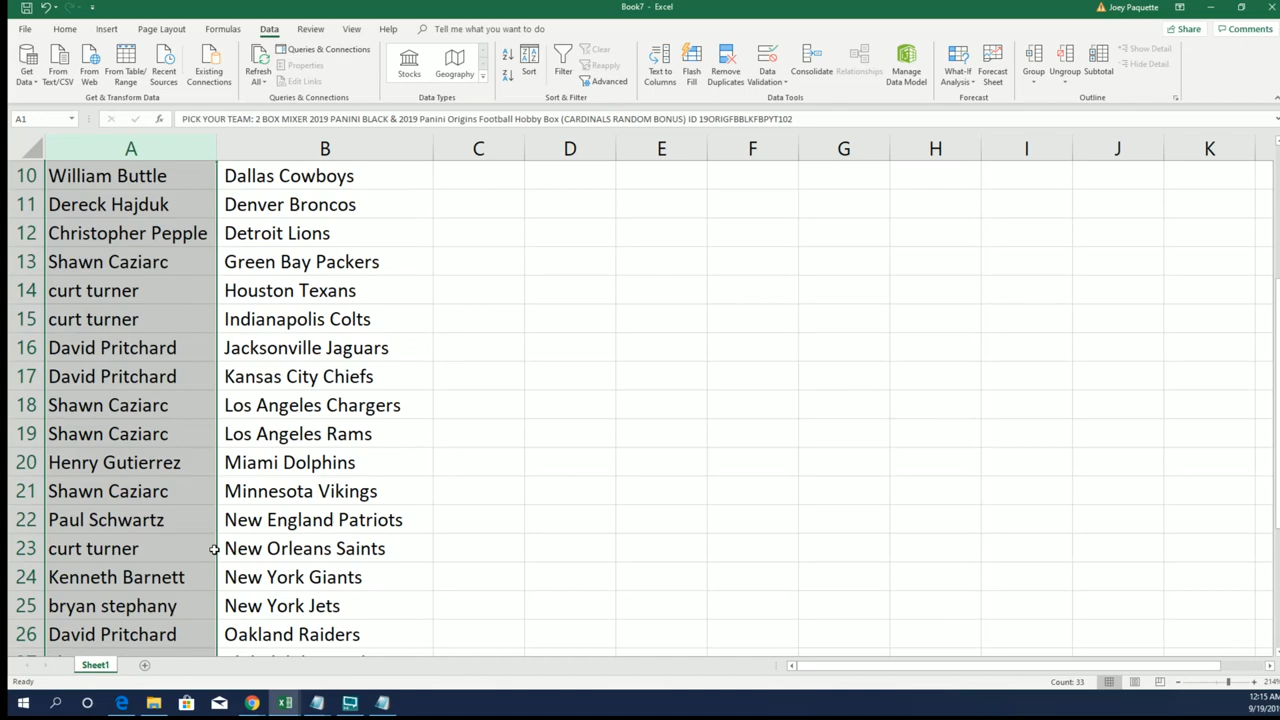 Book7 - Excel
Joey Paquette
File Home Insert Page Layout Formulas Data Review View Help Tell me what you want to do
Share Comments
Get Data From Text/CSV From Web From Table/Range Recent Sources Existing Connections
Get & Transform Data
Refresh All Queries & Connections Properties Edit Links
Queries & Connections
Stocks Geography
Data Types
Sort Filter Clear Reapply Advanced
Sort & Filter
Text to Columns Flash Fill Remove Duplicates Data Validation Consolidate Relationships Manage Data Model
Data Tools
What-If Analysis Forecast Sheet
Forecast
Group Ungroup Subtotal Show Detail Hide Detail
Outline
A1 fx PICK YOUR TEAM: 2 BOX MIXER 2019 PANINI BLACK & 2019 Panini Origins Football Hobby Box (CARDINALS RANDOM BONUS) ID 19ORIGFBBLKFBPYT102
A B C D E F G H I J K
10 William Buttle Dallas Cowboys
11 Dereck Hajduk Denver Broncos
12 Christopher Pepple Detroit Lions
13 Shawn Caziarc Green Bay Packers
14 curt turner Houston Texans
15 curt turner Indianapolis Colts
16 David Pritchard Jacksonville Jaguars
17 David Pritchard Kansas City Chiefs
18 Shawn Caziarc Los Angeles Chargers
19 Shawn Caziarc Los Angeles Rams
20 Henry Gutierrez Miami Dolphins
21 Shawn Caziarc Minnesota Vikings
22 Paul Schwartz New England Patriots
23 curt turner New Orleans Saints
24 Kenneth Barnett New York Giants
25 bryan stephany New York Jets
26 David Pritchard Oakland Raiders
Sheet1
Ready Count: 33 214%
12:15 AM